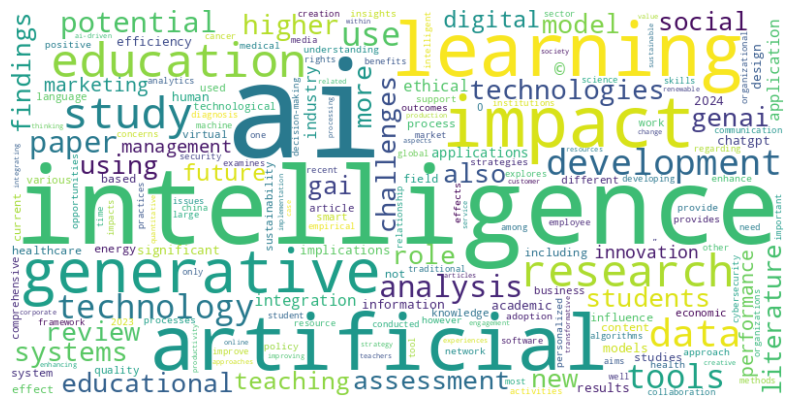 findings
potential
higher
use
digital
model
social
education
learning
ai
impact
intelligence
generative
artificial
study
paper
marketing
language
positive
ai-driven
efficiency
analytics
cancer
medical
creation
media
insights
within
understanding
rights
benefits
more
industry
decision-making
intelligent
society
sector
value
sustainable
organizational
application
technologies
ethical
outcomes
support
process
©
science
skills
design
renewable
institutions
2024
genai
chatgpt
communication
0
work
change
market
production
aspects
global
applications
challenges
also
development
human
used
technological
diagnosis
machine
concerns
virtual
one
thinking
integrating
management
security
using
examines
future
gai
processing
related
recent
article
smart
empirical
case
implementation
sustainability
field
strategies
explores
different
developing
regarding
resources
customer
service
enhance
important
opportunities
various
based
current
time
impacts
practices
issues
china
large
effects
relationship
among
employee
provide
provides
need
other
healthcare
energy
significant
implications
role
including
innovation
research
literature
comprehensive
only
not
traditional
articles
analysis
students
data
technology
integration
information
academic
adoption
business
personalized
transformative
influence
economic
content
performance
cybersecurity
organizations
corporate
framework
2023
processes
productivity
student
resource
conducted
however
knowledge
engagement
software
algorithms
review
systems
system
improve
approaches
online
policy
improving
strategy
teachers
tool
network
experiences
models
studies
health
approach
aims
tools
creative
methods
effect
enhancing
quality
educational
teaching
assessment
most
new
well
results
activities
collaboration